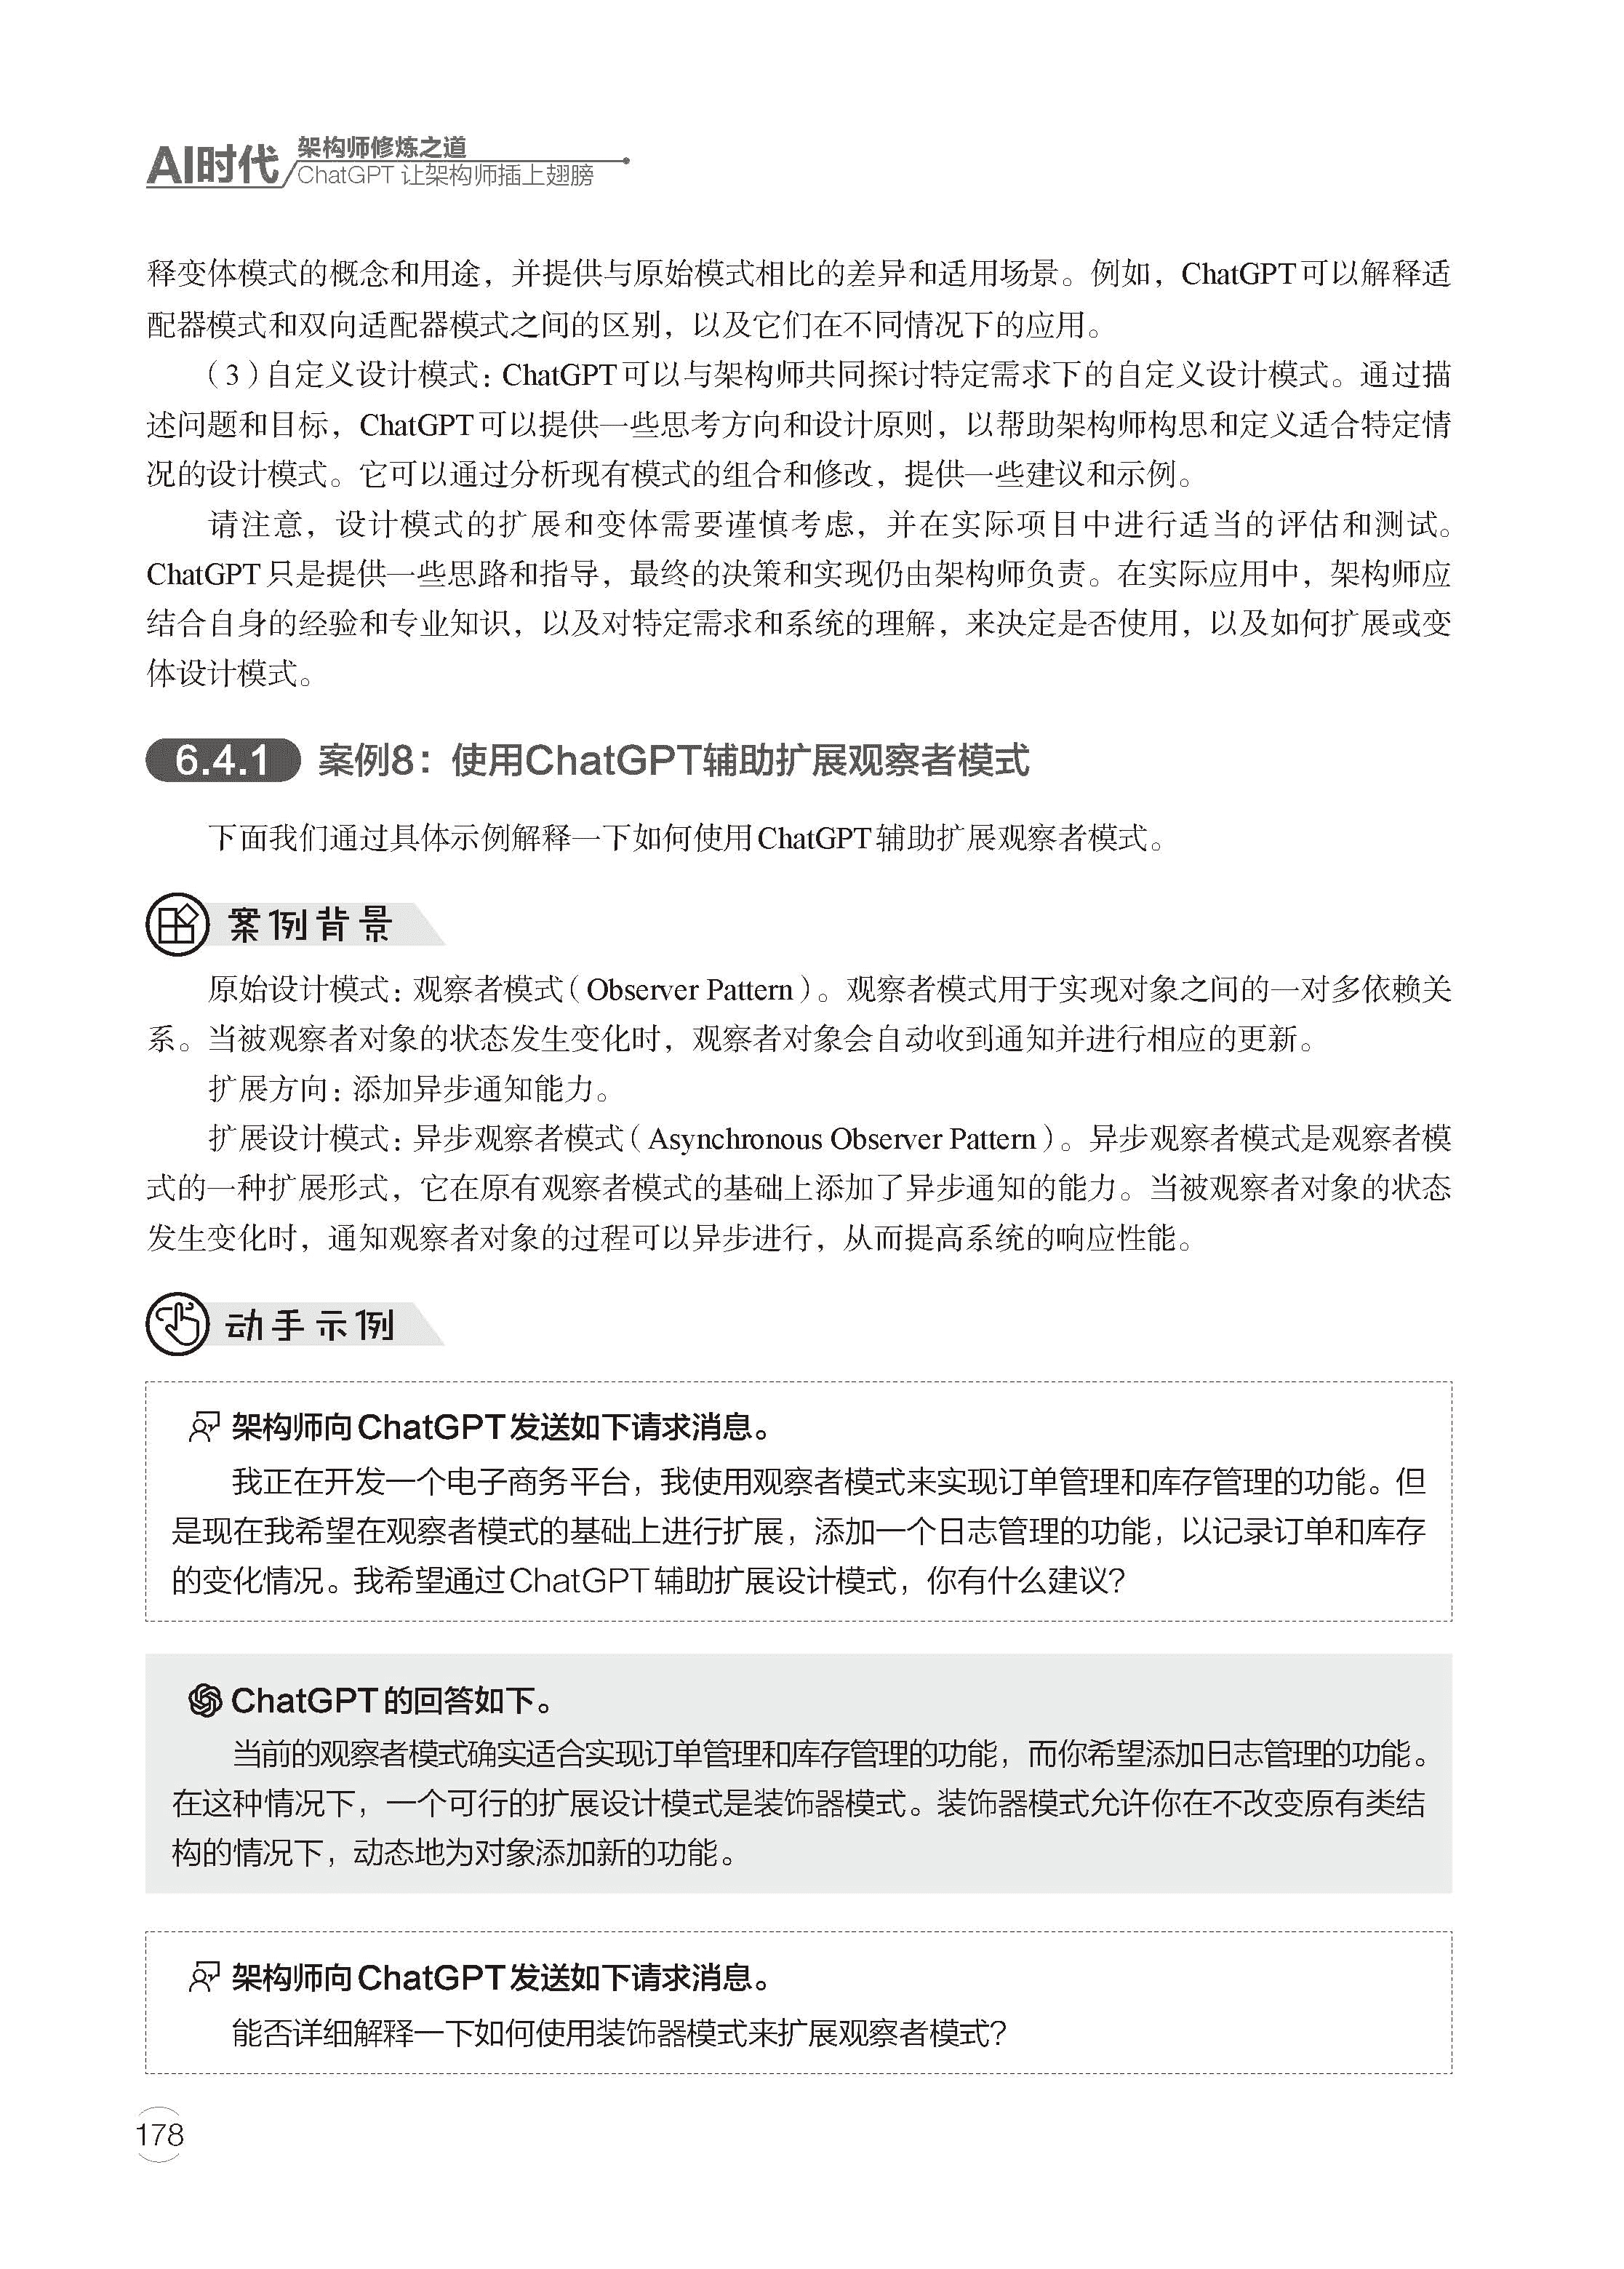 AI时代
架构师修炼之道
ChatGPT 让架构师插上翅膀
释变体模式的概念和用途，并提供与原始模式相比的差异和适用场景。例如，ChatGPT可以解释适
配器模式和双向适配器模式之间的区别，以及它们在不同情况下的应用。
（3）自定义设计模式：ChatGPT可以与架构师共同探讨特定需求下的自定义设计模式。通过描
述问题和目标，ChatGPT可以提供一些思考方向和设计原则，以帮助架构师构思和定义适合特定情
况的设计模式。它可以通过分析现有模式的组合和修改，提供一些建议和示例。
请注意，设计模式的扩展和变体需要谨慎考虑，并在实际项目中进行适当的评估和测试。
ChatGPT只是提供一些思路和指导，最终的决策和实现仍由架构师负责。在实际应用中，架构师应
结合自身的经验和专业知识，以及对特定需求和系统的理解，来决定是否使用，以及如何扩展或变
体设计模式。
6.4.1 案例8：使用ChatGPT辅助扩展观察者模式
下面我们通过具体示例解释一下如何使用ChatGPT辅助扩展观察者模式。
案例背景
原始设计模式：观察者模式（Observer Pattern）。观察者模式用于实现对象之间的一对多依赖关
系。当被观察者对象的状态发生变化时，观察者对象会自动收到通知并进行相应的更新。
扩展方向：添加异步通知能力。
扩展设计模式：异步观察者模式（Asynchronous Observer Pattern）。异步观察者模式是观察者模
式的一种扩展形式，它在原有观察者模式的基础上添加了异步通知的能力。当被观察者对象的状态
发生变化时，通知观察者对象的过程可以异步进行，从而提高系统的响应性能。
动手示例
架构师向ChatGPT发送如下请求消息。
我正在开发一个电子商务平台，我使用观察者模式来实现订单管理和库存管理的功能。但
是现在我希望在观察者模式的基础上进行扩展，添加一个日志管理的功能，以记录订单和库存
的变化情况。我希望通过ChatGPT辅助扩展设计模式，你有什么建议？
ChatGPT的回答如下。
当前的观察者模式确实适合实现订单管理和库存管理的功能，而你希望添加日志管理的功能。
在这种情况下，一个可行的扩展设计模式是装饰器模式。装饰器模式允许你在不改变原有类结
构的情况下，动态地为对象添加新的功能。
架构师向ChatGPT发送如下请求消息。
能否详细解释一下如何使用装饰器模式来扩展观察者模式？
178